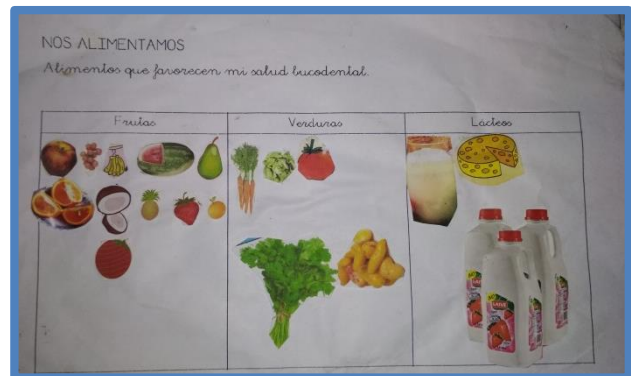 NOS ALIMENTAMOS
Alimentos que favorecen mi salud bucodental.
Frutas
Verduras
Lácteos